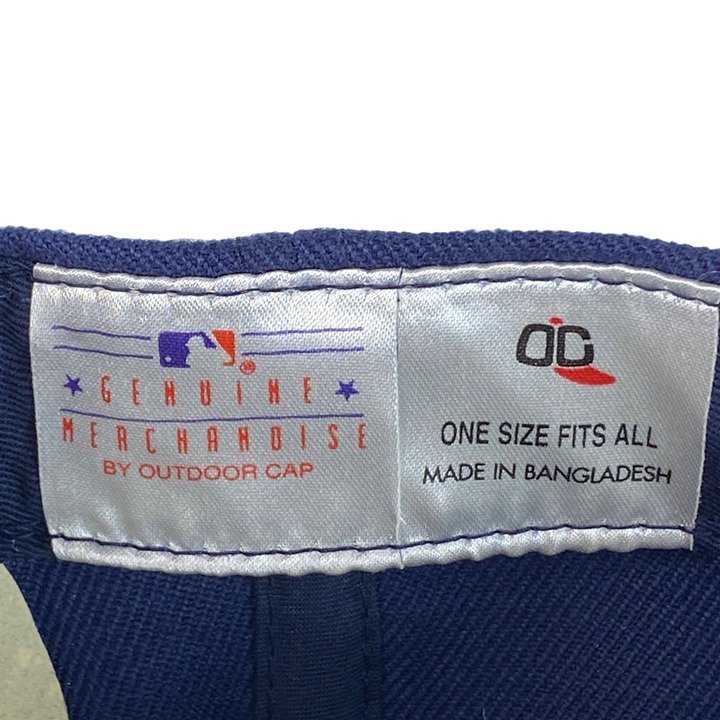 GENUINE
MERCHANDISE
BY OUTDOOR CAP
OC
ONE SIZE FITS ALL
MADE IN BANGLADESH